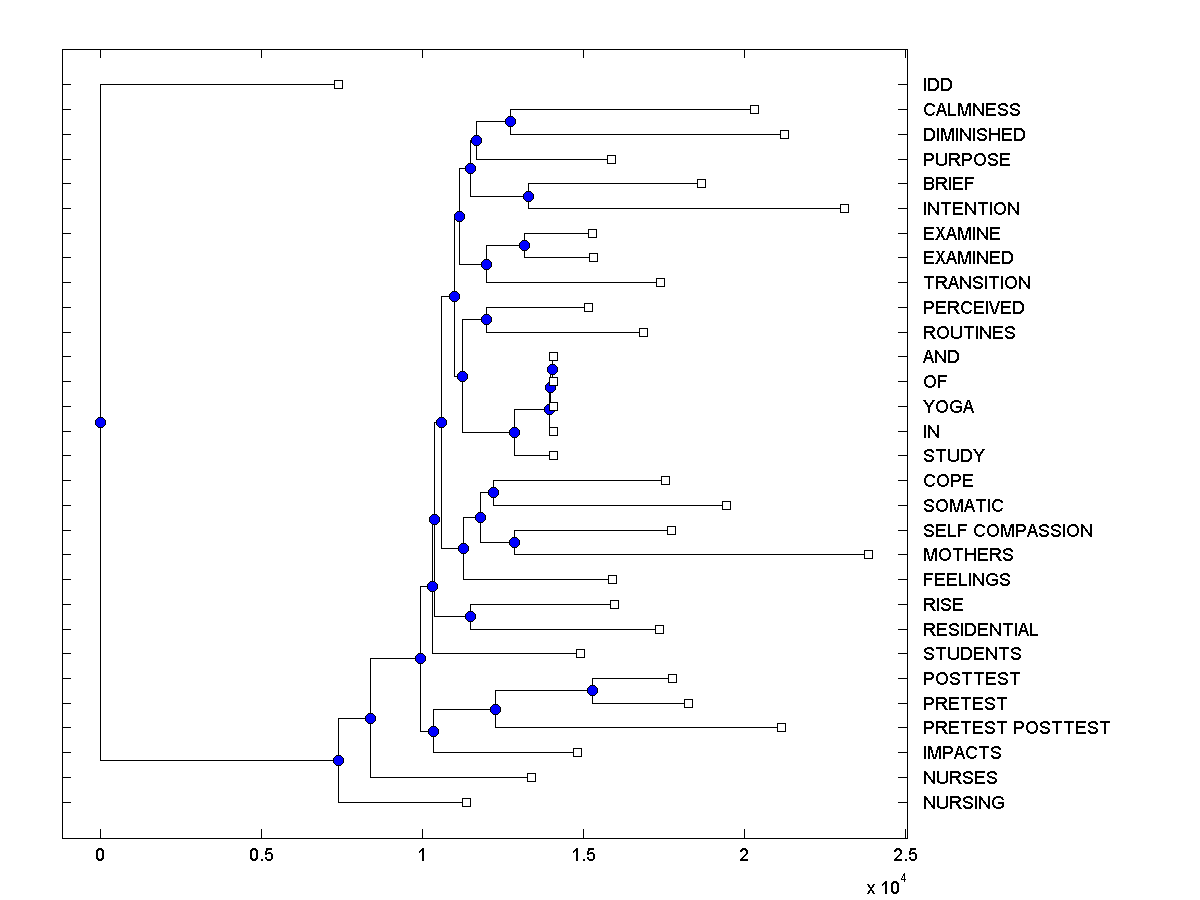 IDD
CALMNESS
DIMINISHED
PURPOSE
BRIEF
INTENTION
EXAMINE
EXAMINED
TRANSITION
PERCEIVED
ROUTINES
AND
OF
YOGA
IN
STUDY
COPE
SOMATIC
SELF COMPASSION
MOTHERS
FEELINGS
RISE
RESIDENTIAL
STUDENTS
POSTTEST
PRETEST
PRETEST POSTTEST
IMPACTS
NURSES
NURSING
0 0.5 1 1.5 2 2.5
x 10^4